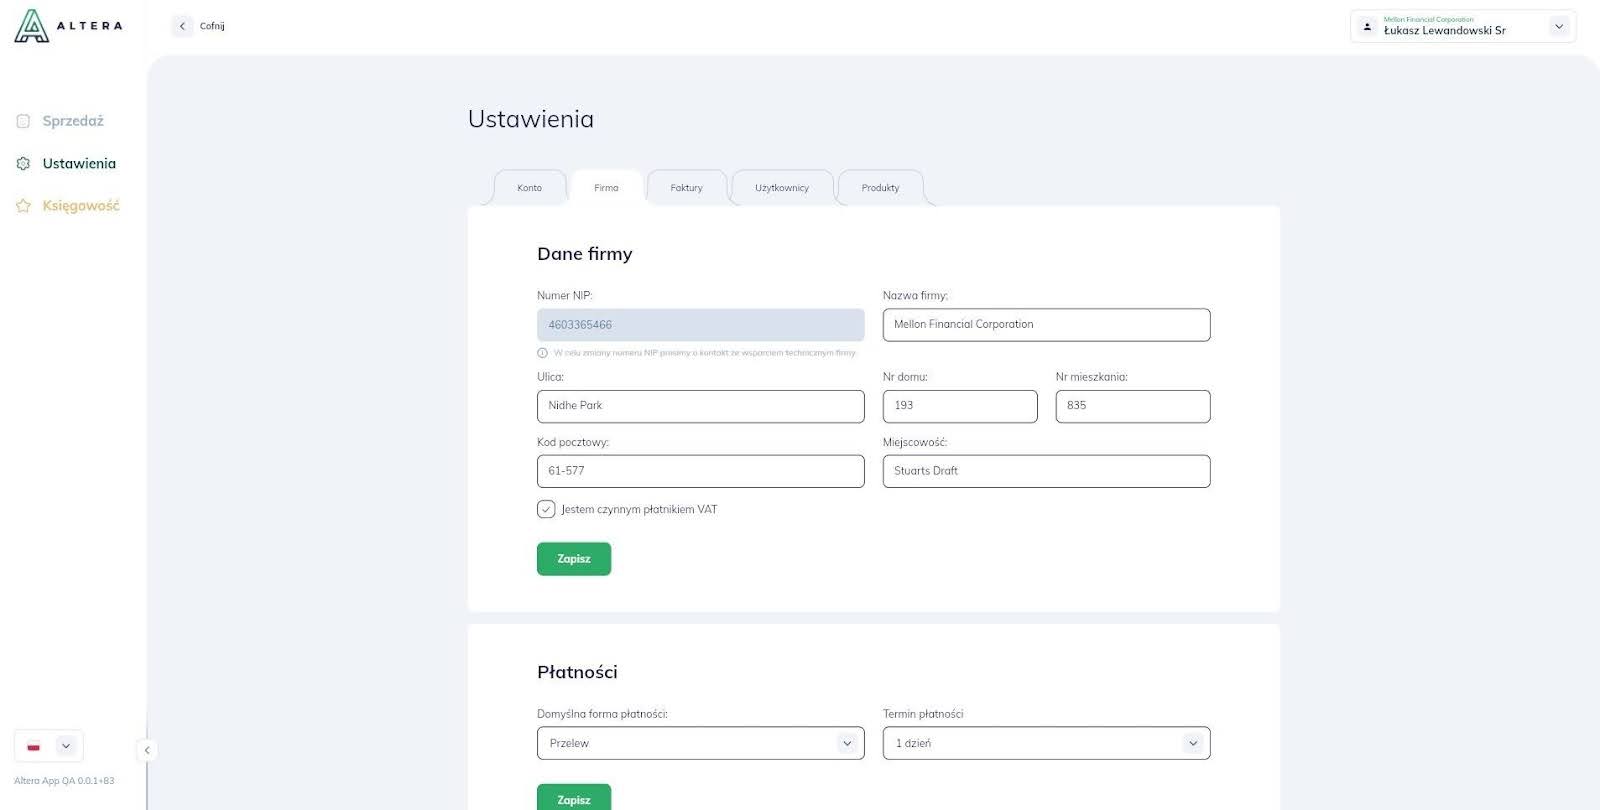 ALTERA
Cofnij
Mellon Financial Corporation
Łukasz Lewandowski Sr
Sprzedaż
Ustawienia
Księgowość
Ustawienia
Konto
Firma
Faktury
Użytkownicy
Produkty
Dane firmy
Numer NIP:
Nazwa firmy:
4603365466
Mellon Financial Corporation
W celu zmiany numeru NIP prosimy o kontakt ze wsparciem technicznym firmy
Ulica:
Nr domu:
Nr mieszkania:
Nidhe Park
193
835
Kod pocztowy:
Miejscowość:
61-577
Stuarts Draft
Jestem czynnym płatnikiem VAT
Zapisz
Płatności
Domyślna forma płatności:
Termin płatności
Przelew
1 dzień
Zapisz
Altera App QA 0.0.1+83